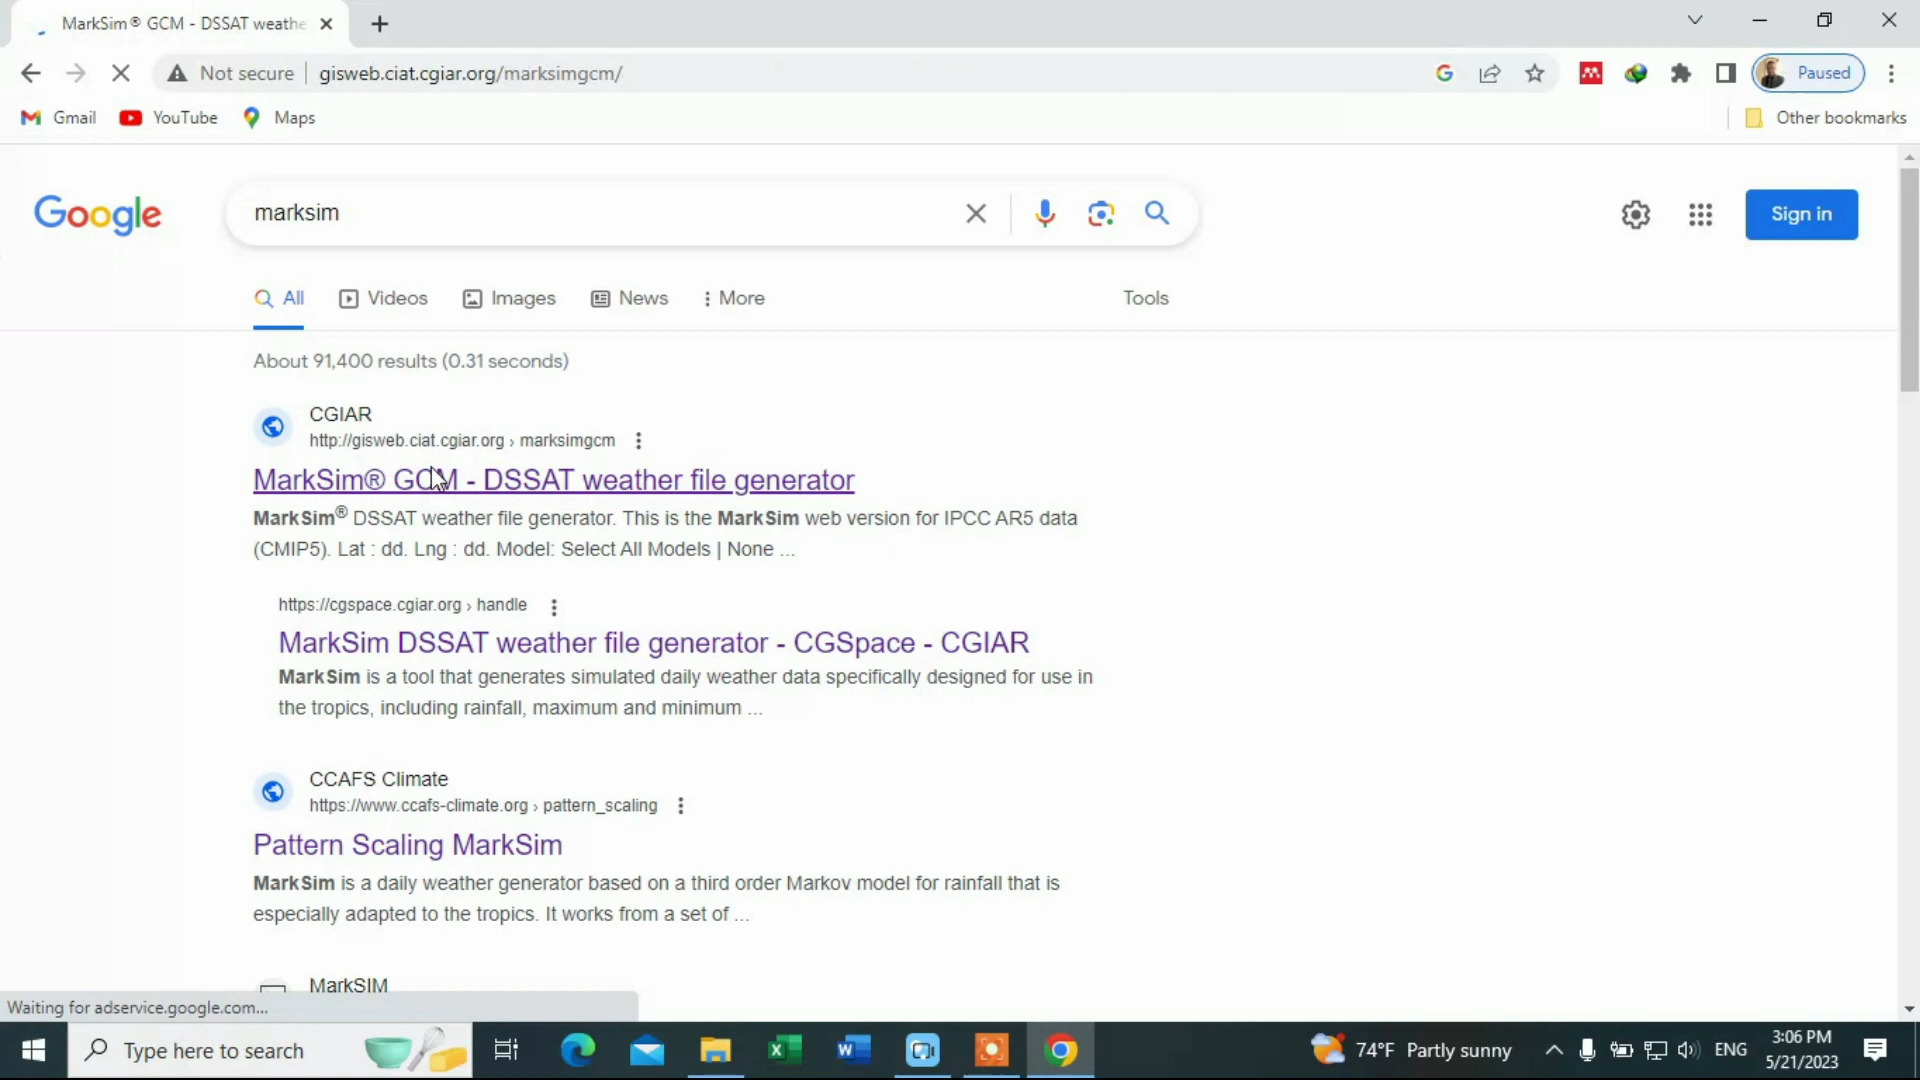 MarkSim® GCM - DSSAT weathe
Not secure
gisweb.ciat.cgiar.org/marksimgcm/
Paused
Gmail
YouTube
Maps
Other bookmarks
Google
marksim
Sign in
All
Videos
Images
News
More
Tools
About 91,400 results (0.31 seconds)
CGIAR
http://gisweb.ciat.cgiar.org › marksimgcm
MarkSim® GCM - DSSAT weather file generator
MarkSim® DSSAT weather file generator. This is the MarkSim web version for IPCC AR5 data
(CMIP5). Lat : dd. Lng : dd. Model: Select All Models | None ...
https://cgspace.cgiar.org › handle
MarkSim DSSAT weather file generator - CGSpace - CGIAR
MarkSim is a tool that generates simulated daily weather data specifically designed for use in
the tropics, including rainfall, maximum and minimum ...
CCAFS Climate
https://www.ccafs-climate.org › pattern_scaling
Pattern Scaling MarkSim
MarkSim is a daily weather generator based on a third order Markov model for rainfall that is
especially adapted to the tropics. It works from a set of ...
MarkSIM
Waiting for adservice.google.com...
Type here to search
74°F Partly sunny
ENG
3:06 PM
5/21/2023